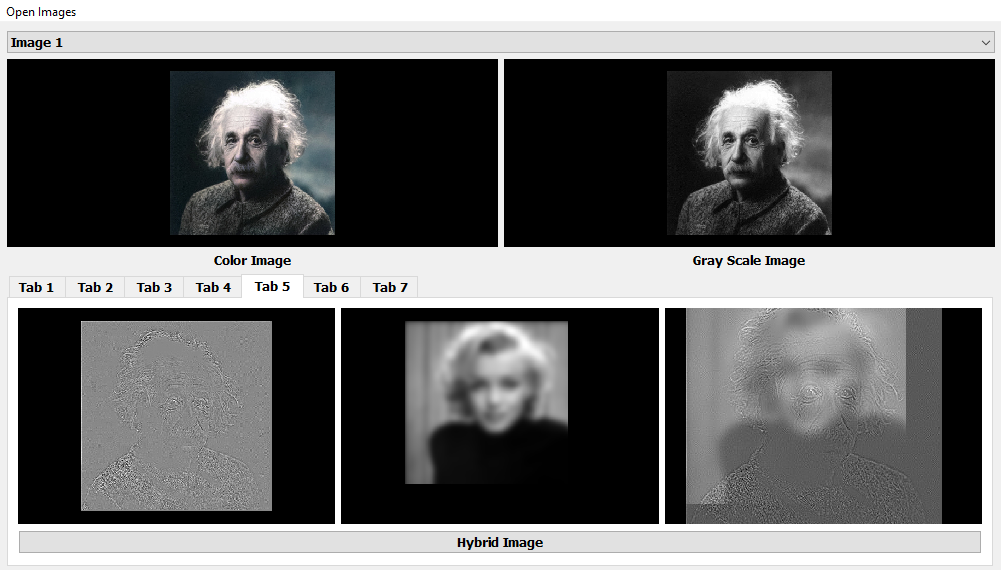 Open Images
Image 1
Color Image
Gray Scale Image
Tab 1
Tab 2
Tab 3
Tab 4
Tab 5
Tab 6
Tab 7
Hybrid Image